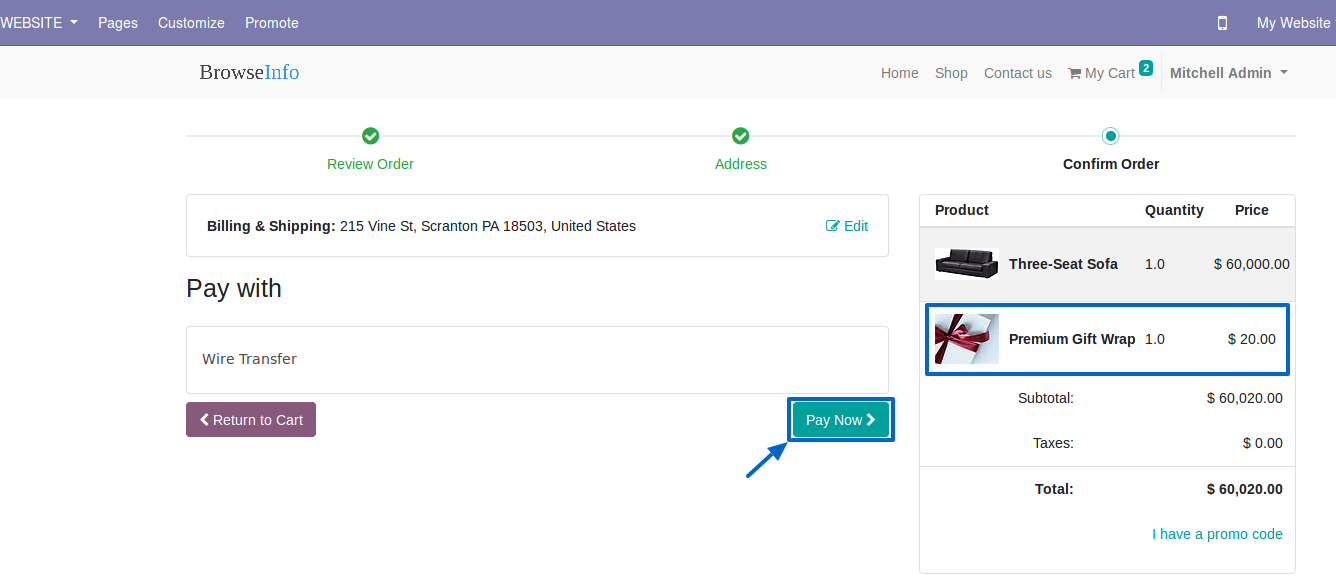 WEBSITE Pages Customize Promote My Website
BrowseInfo Home Shop Contact us My Cart 2 Mitchell Admin
Review Order Address Confirm Order
Billing & Shipping: 215 Vine St, Scranton PA 18503, United States Edit
Pay with
Wire Transfer
Return to Cart Pay Now
Product Quantity Price
Three-Seat Sofa 1.0 $ 60,000.00
Premium Gift Wrap 1.0 $ 20.00
Subtotal: $ 60,020.00
Taxes: $ 0.00
Total: $ 60,020.00
I have a promo code